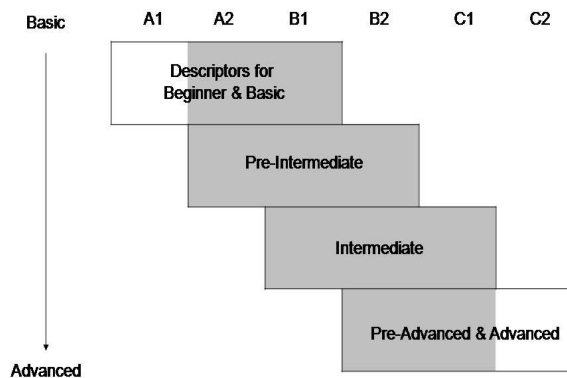 Basic A1 A2 B1 B2 C1 C2
Descriptors for
Beginner & Basic
Pre-Intermediate
Intermediate
Pre-Advanced & Advanced
Advanced